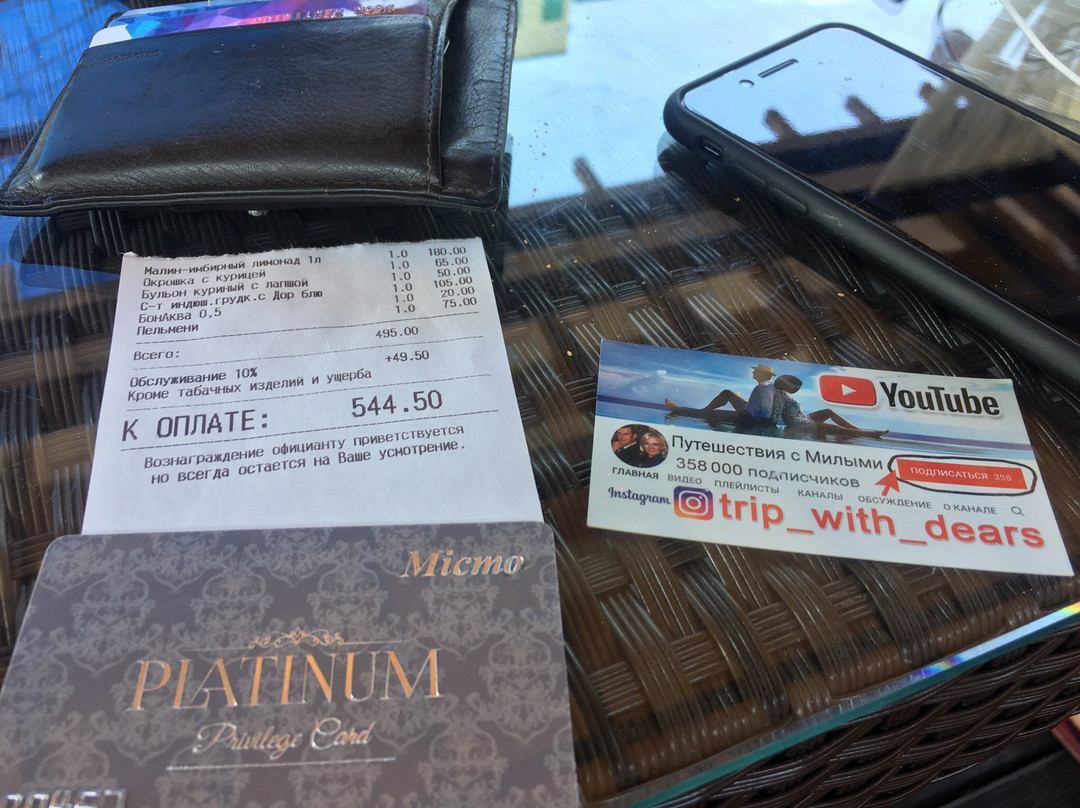 Малин-имбирный лимонад 1л 1.0 180.00
Окрошка с курицей 1.0 65.00
Бульон куриный с лапшой 1.0 50.00
С-т индюш.грудк.с Дор блю 1.0 105.00
БонАква 0,5 1.0 20.00
Пельмени 1.0 75.00
Всего: 495.00
Обслуживание 10% +49.50
Кроме табачных изделий и ущерба
К ОПЛАТЕ: 544.50
Вознаграждение официанту приветствуется
но всегда остается на Ваше усмотрение.
Місто
PLATINUM
Privilege Card
YouTube
Путешествия с Милыми
358 000 подписчиков
ПОДПИСАТЬСЯ 358
ГЛАВНАЯ ВИДЕО ПЛЕЙЛИСТЫ КАНАЛЫ ОБСУЖДЕНИЕ О КАНАЛЕ
Instagram trip_with_dears